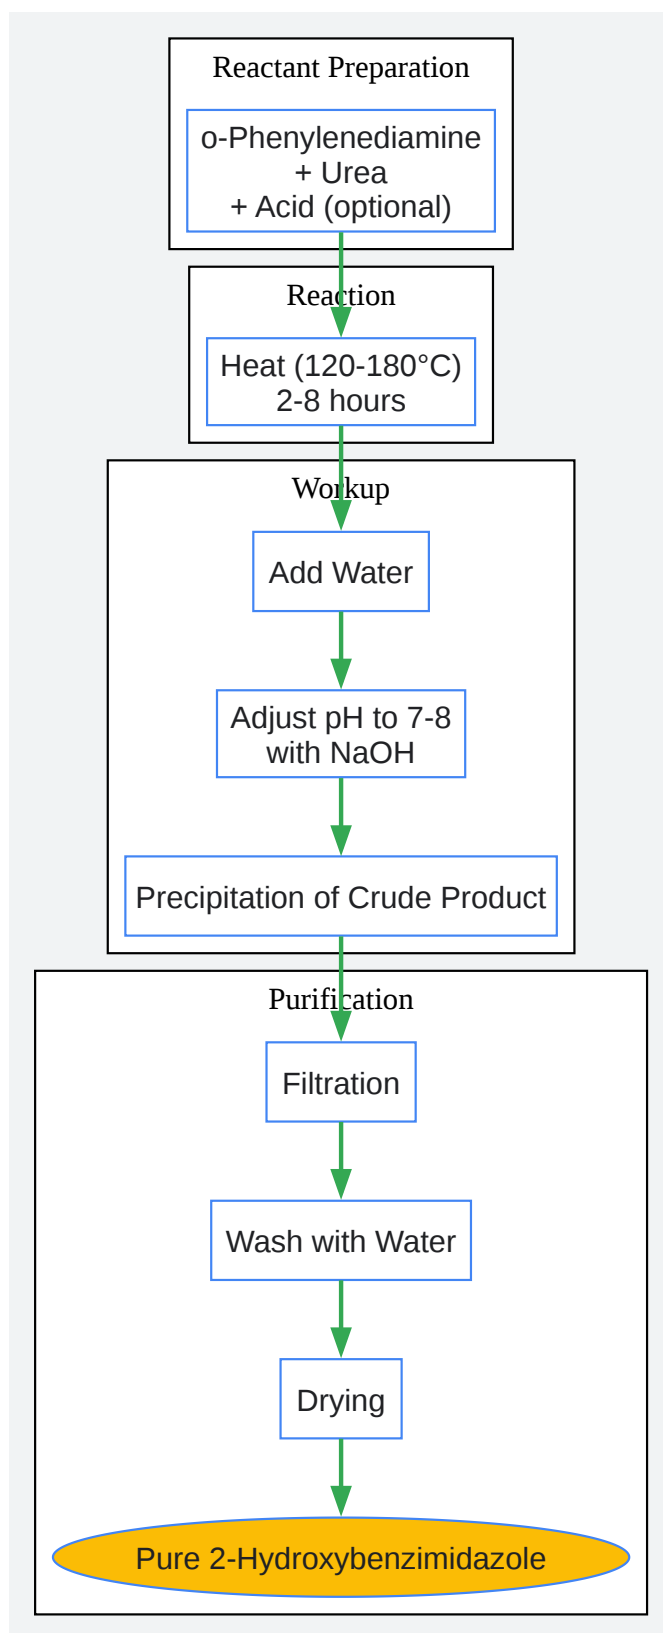 Reactant Preparation
o-Phenylenediamine
+ Urea
+ Acid (optional)
Reaction
Heat (120-180°C)
2-8 hours
Workup
Add Water
Adjust pH to 7-8
with NaOH
Precipitation of Crude Product
Purification
Filtration
Wash with Water
Drying
Pure 2-Hydroxybenzimidazole